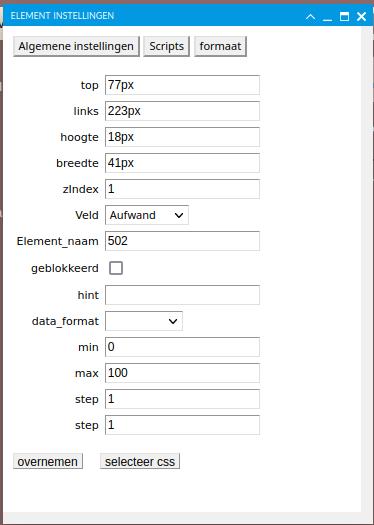 ELEMENT INSTELLINGEN
Algemene instellingen Scripts formaat
top 77px
links 223px
hoogte 18px
breedte 41px
zIndex 1
Veld Aufwand
Element_naam 502
geblokkeerd
hint
data_format
min 0
max 100
step 1
step 1
overnemen selecteer css